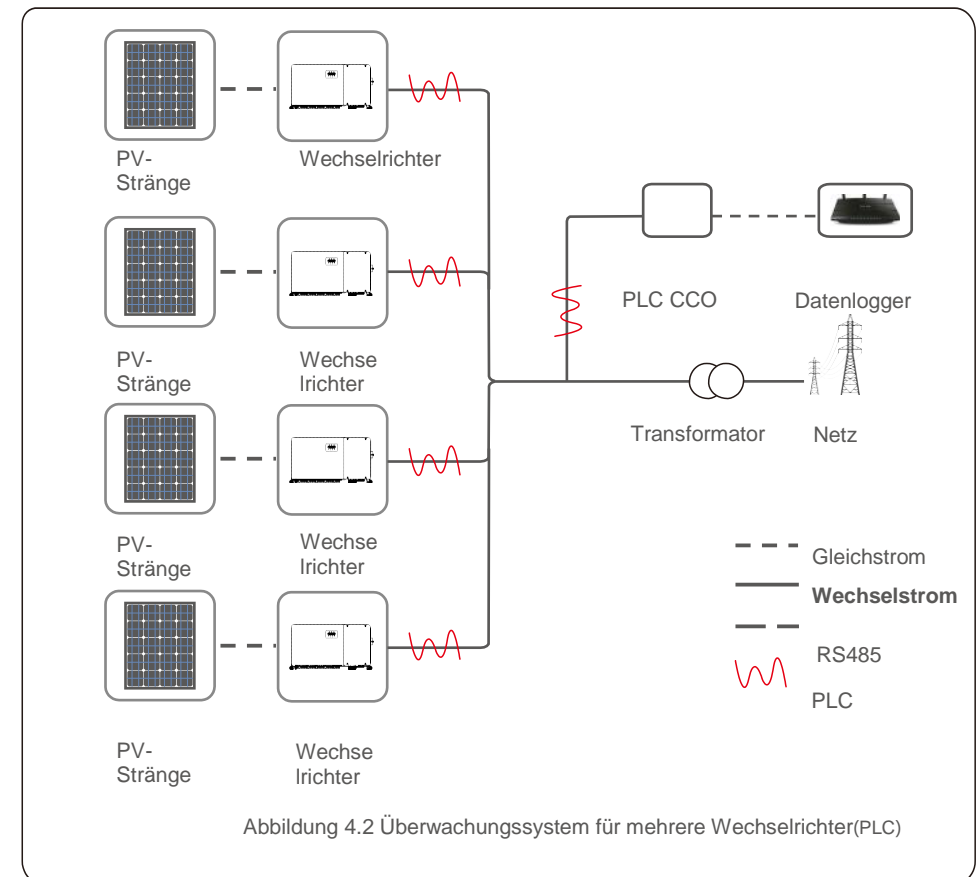 PV-
Stränge
Wechselrichter
PV-
Stränge
Wechse
lrichter
PLC CCO
Datenlogger
Transformator
Netz
PV-
Stränge
Wechse
lrichter
PV-
Stränge
Wechse
lrichter
Gleichstrom
Wechselstrom
RS485
PLC
Abbildung 4.2 Überwachungssystem für mehrere Wechselrichter(PLC)